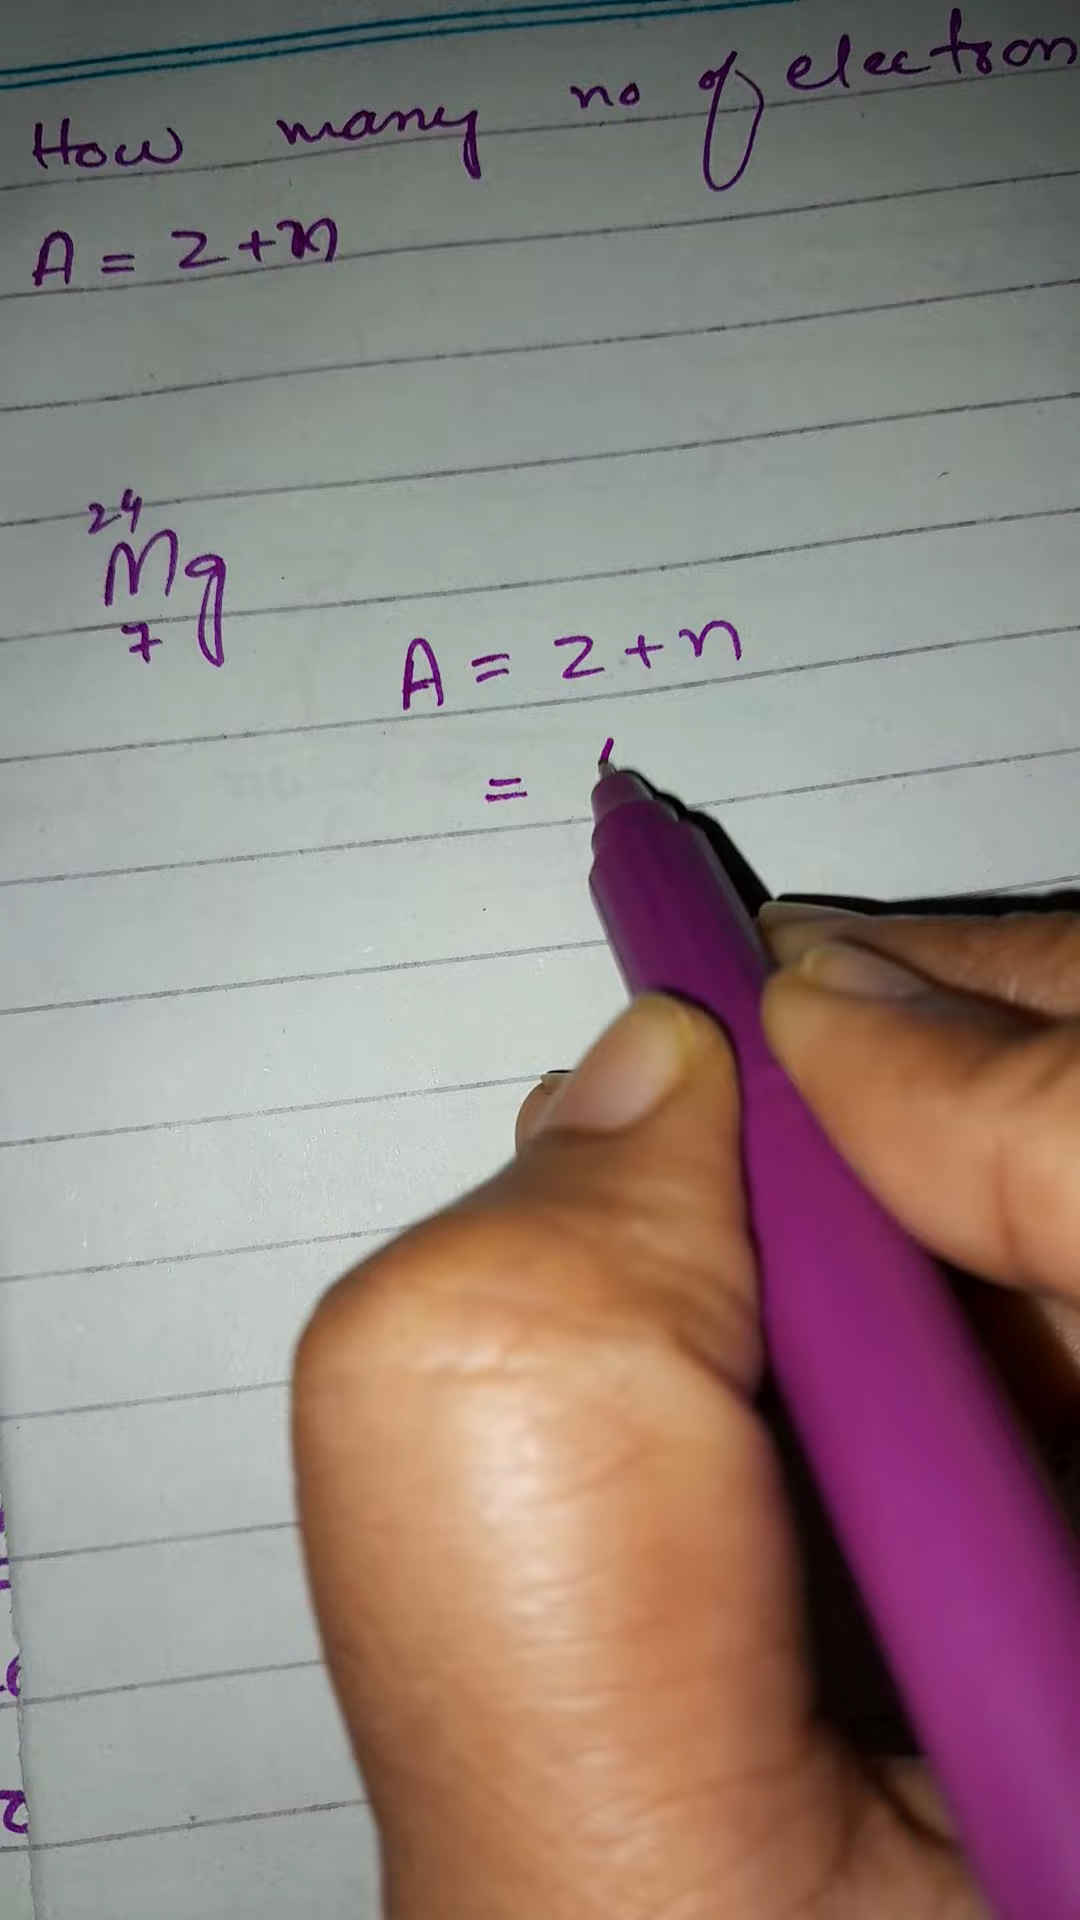 How many no of electron
A = Z + n
24
Mg
7
A = Z + n
=